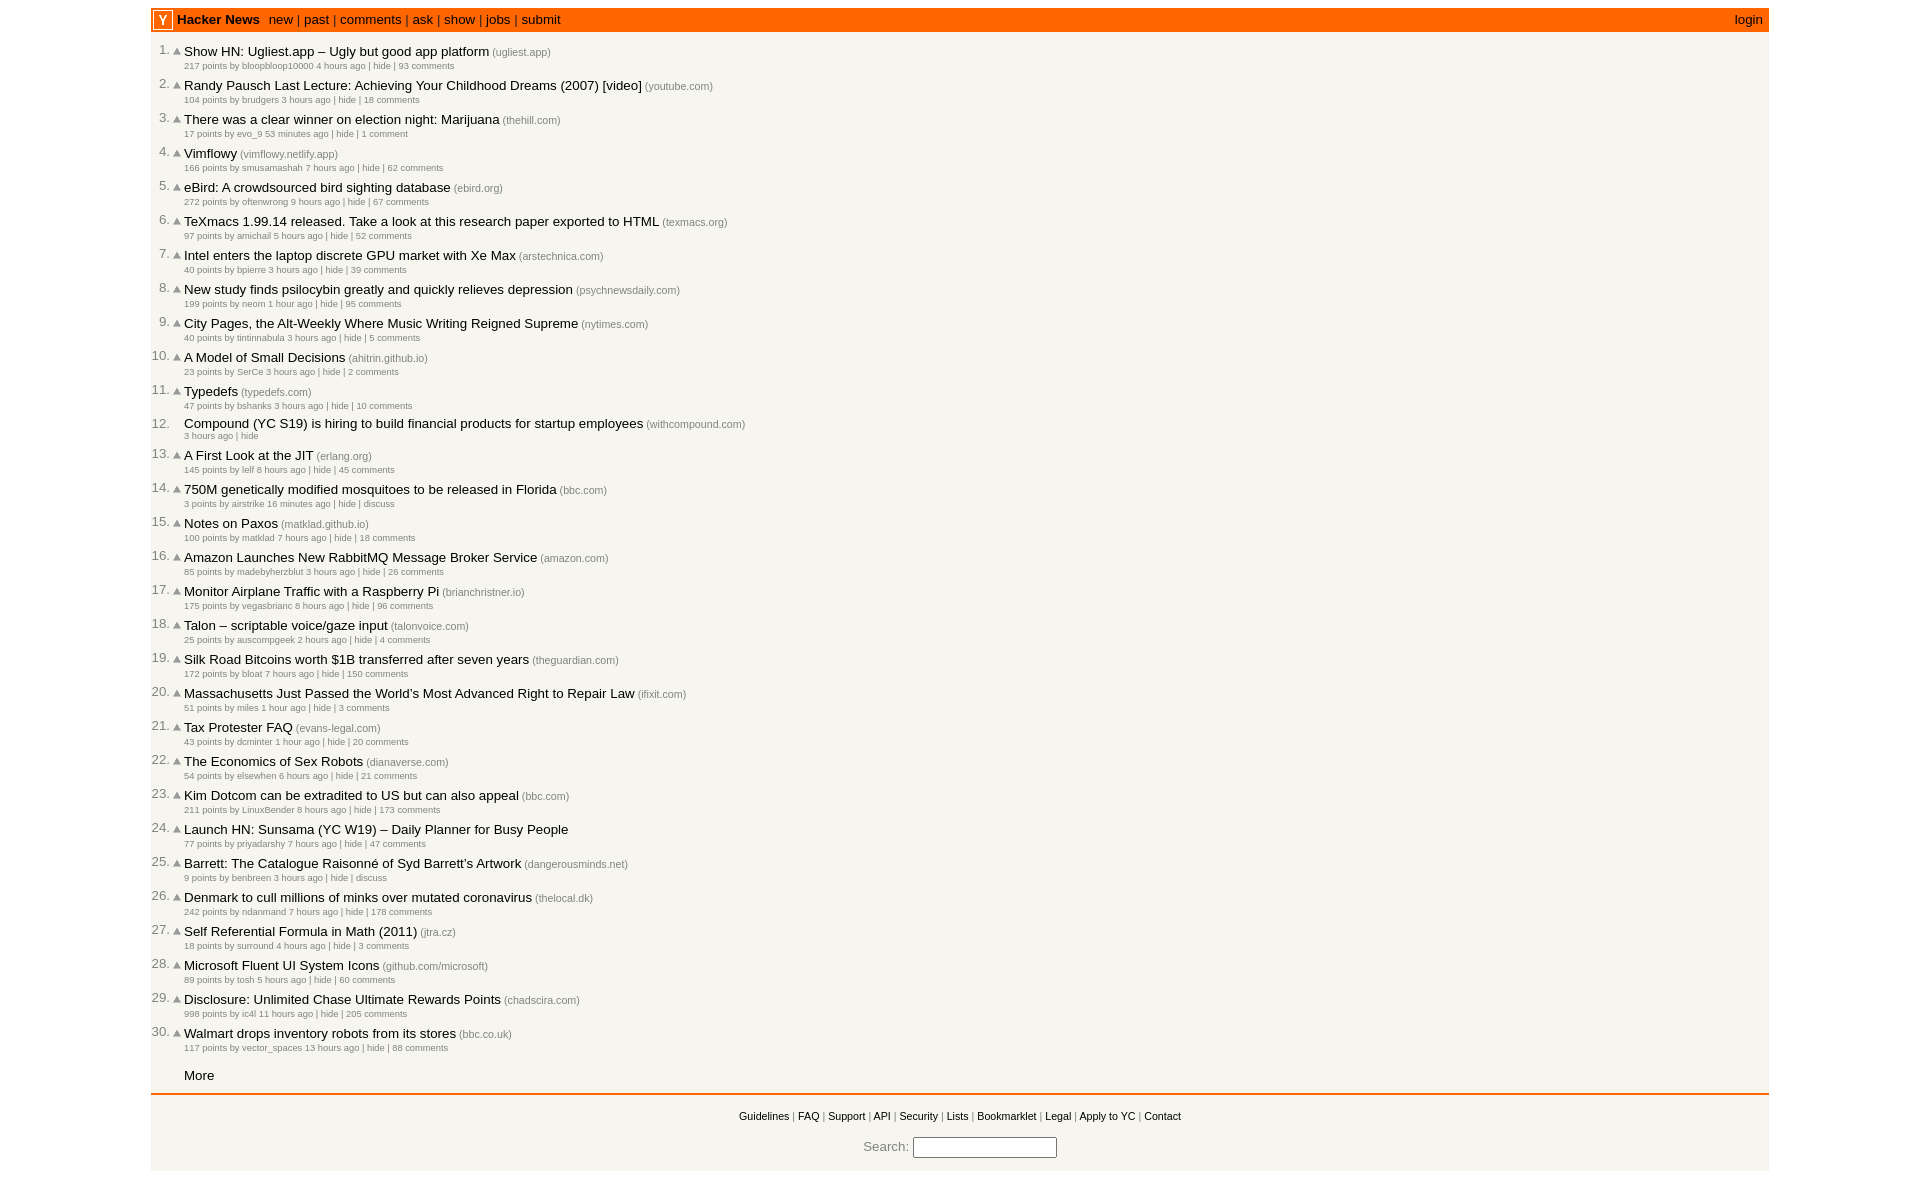 Y Hacker News new | past | comments | ask | show | jobs | submit login
1. Show HN: Ugliest.app – Ugly but good app platform (ugliest.app)
217 points by bloopbloop10000 4 hours ago | hide | 93 comments
2. Randy Pausch Last Lecture: Achieving Your Childhood Dreams (2007) [video] (youtube.com)
104 points by brudgers 3 hours ago | hide | 18 comments
3. There was a clear winner on election night: Marijuana (thehill.com)
17 points by evo_9 53 minutes ago | hide | 1 comment
4. Vimflowy (vimflowy.netlify.app)
166 points by smusamashah 7 hours ago | hide | 62 comments
5. eBird: A crowdsourced bird sighting database (ebird.org)
272 points by oftenwrong 9 hours ago | hide | 67 comments
6. TeXmacs 1.99.14 released. Take a look at this research paper exported to HTML (texmacs.org)
97 points by amichail 5 hours ago | hide | 52 comments
7. Intel enters the laptop discrete GPU market with Xe Max (arstechnica.com)
40 points by bpierre 3 hours ago | hide | 39 comments
8. New study finds psilocybin greatly and quickly relieves depression (psychnewsdaily.com)
199 points by neom 1 hour ago | hide | 95 comments
9. City Pages, the Alt-Weekly Where Music Writing Reigned Supreme (nytimes.com)
40 points by tintinnabula 3 hours ago | hide | 5 comments
10. A Model of Small Decisions (ahitrin.github.io)
23 points by SerCe 3 hours ago | hide | 2 comments
11. Typedefs (typedefs.com)
47 points by bshanks 3 hours ago | hide | 10 comments
12. Compound (YC S19) is hiring to build financial products for startup employees (withcompound.com)
3 hours ago | hide
13. A First Look at the JIT (erlang.org)
145 points by lelf 8 hours ago | hide | 45 comments
14. 750M genetically modified mosquitoes to be released in Florida (bbc.com)
3 points by airstrike 16 minutes ago | hide | discuss
15. Notes on Paxos (matklad.github.io)
100 points by matklad 7 hours ago | hide | 18 comments
16. Amazon Launches New RabbitMQ Message Broker Service (amazon.com)
85 points by madebyherzblut 3 hours ago | hide | 26 comments
17. Monitor Airplane Traffic with a Raspberry Pi (brianchristner.io)
175 points by vegasbrianc 8 hours ago | hide | 96 comments
18. Talon – scriptable voice/gaze input (talonvoice.com)
25 points by auscompgeek 2 hours ago | hide | 4 comments
19. Silk Road Bitcoins worth $1B transferred after seven years (theguardian.com)
172 points by bloat 7 hours ago | hide | 150 comments
20. Massachusetts Just Passed the World’s Most Advanced Right to Repair Law (ifixit.com)
51 points by miles 1 hour ago | hide | 3 comments
21. Tax Protester FAQ (evans-legal.com)
43 points by dcminter 1 hour ago | hide | 20 comments
22. The Economics of Sex Robots (dianaverse.com)
54 points by elsewhen 6 hours ago | hide | 21 comments
23. Kim Dotcom can be extradited to US but can also appeal (bbc.com)
211 points by LinuxBender 8 hours ago | hide | 173 comments
24. Launch HN: Sunsama (YC W19) – Daily Planner for Busy People
77 points by priyadarshy 7 hours ago | hide | 47 comments
25. Barrett: The Catalogue Raisonné of Syd Barrett’s Artwork (dangerousminds.net)
9 points by benbreen 3 hours ago | hide | discuss
26. Denmark to cull millions of minks over mutated coronavirus (thelocal.dk)
242 points by ndanmand 7 hours ago | hide | 178 comments
27. Self Referential Formula in Math (2011) (jtra.cz)
18 points by surround 4 hours ago | hide | 3 comments
28. Microsoft Fluent UI System Icons (github.com/microsoft)
89 points by tosh 5 hours ago | hide | 60 comments
29. Disclosure: Unlimited Chase Ultimate Rewards Points (chadscira.com)
998 points by ic4l 11 hours ago | hide | 205 comments
30. Walmart drops inventory robots from its stores (bbc.co.uk)
117 points by vector_spaces 13 hours ago | hide | 88 comments
More
Guidelines | FAQ | Support | API | Security | Lists | Bookmarklet | Legal | Apply to YC | Contact
Search: